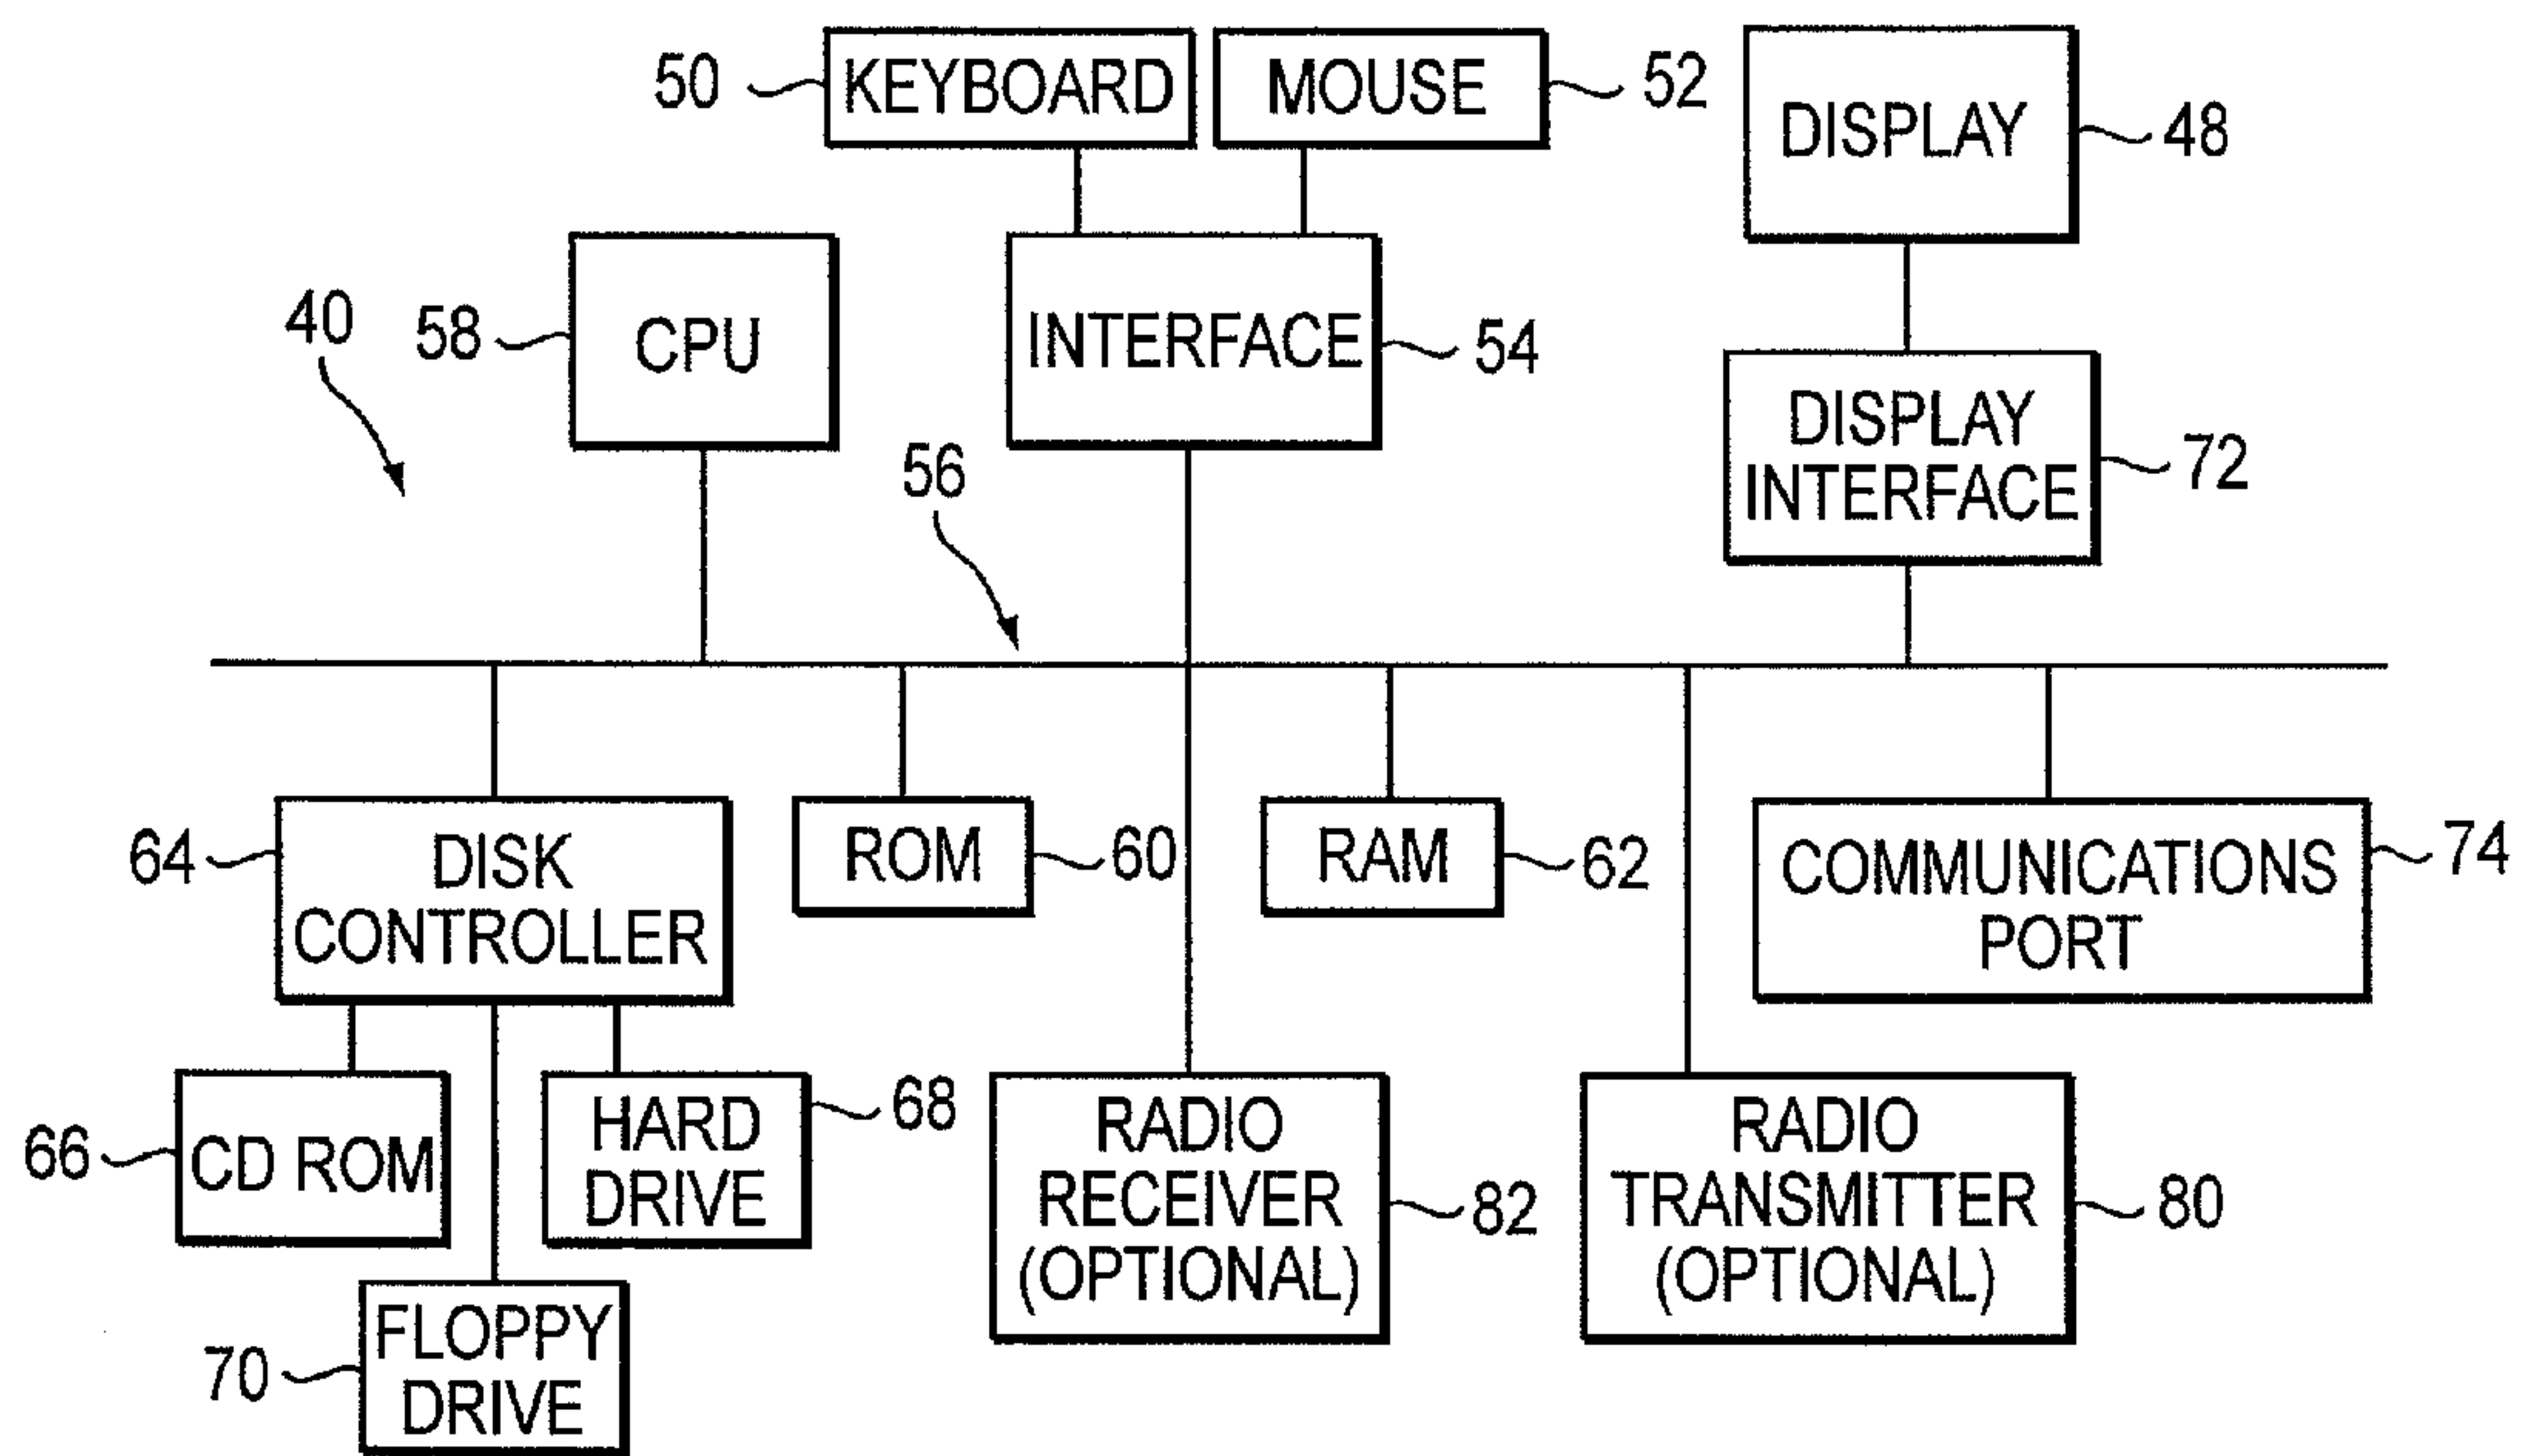 50 KEYBOARD
MOUSE 52
DISPLAY 48
40
58 CPU
INTERFACE 54
DISPLAY
INTERFACE 72
56
64 DISK
CONTROLLER
ROM 60
RAM 62
COMMUNICATIONS
PORT 74
66 CD ROM
HARD
DRIVE 68
RADIO
RECEIVER
(OPTIONAL) 82
RADIO
TRANSMITTER
(OPTIONAL) 80
70 FLOPPY
DRIVE